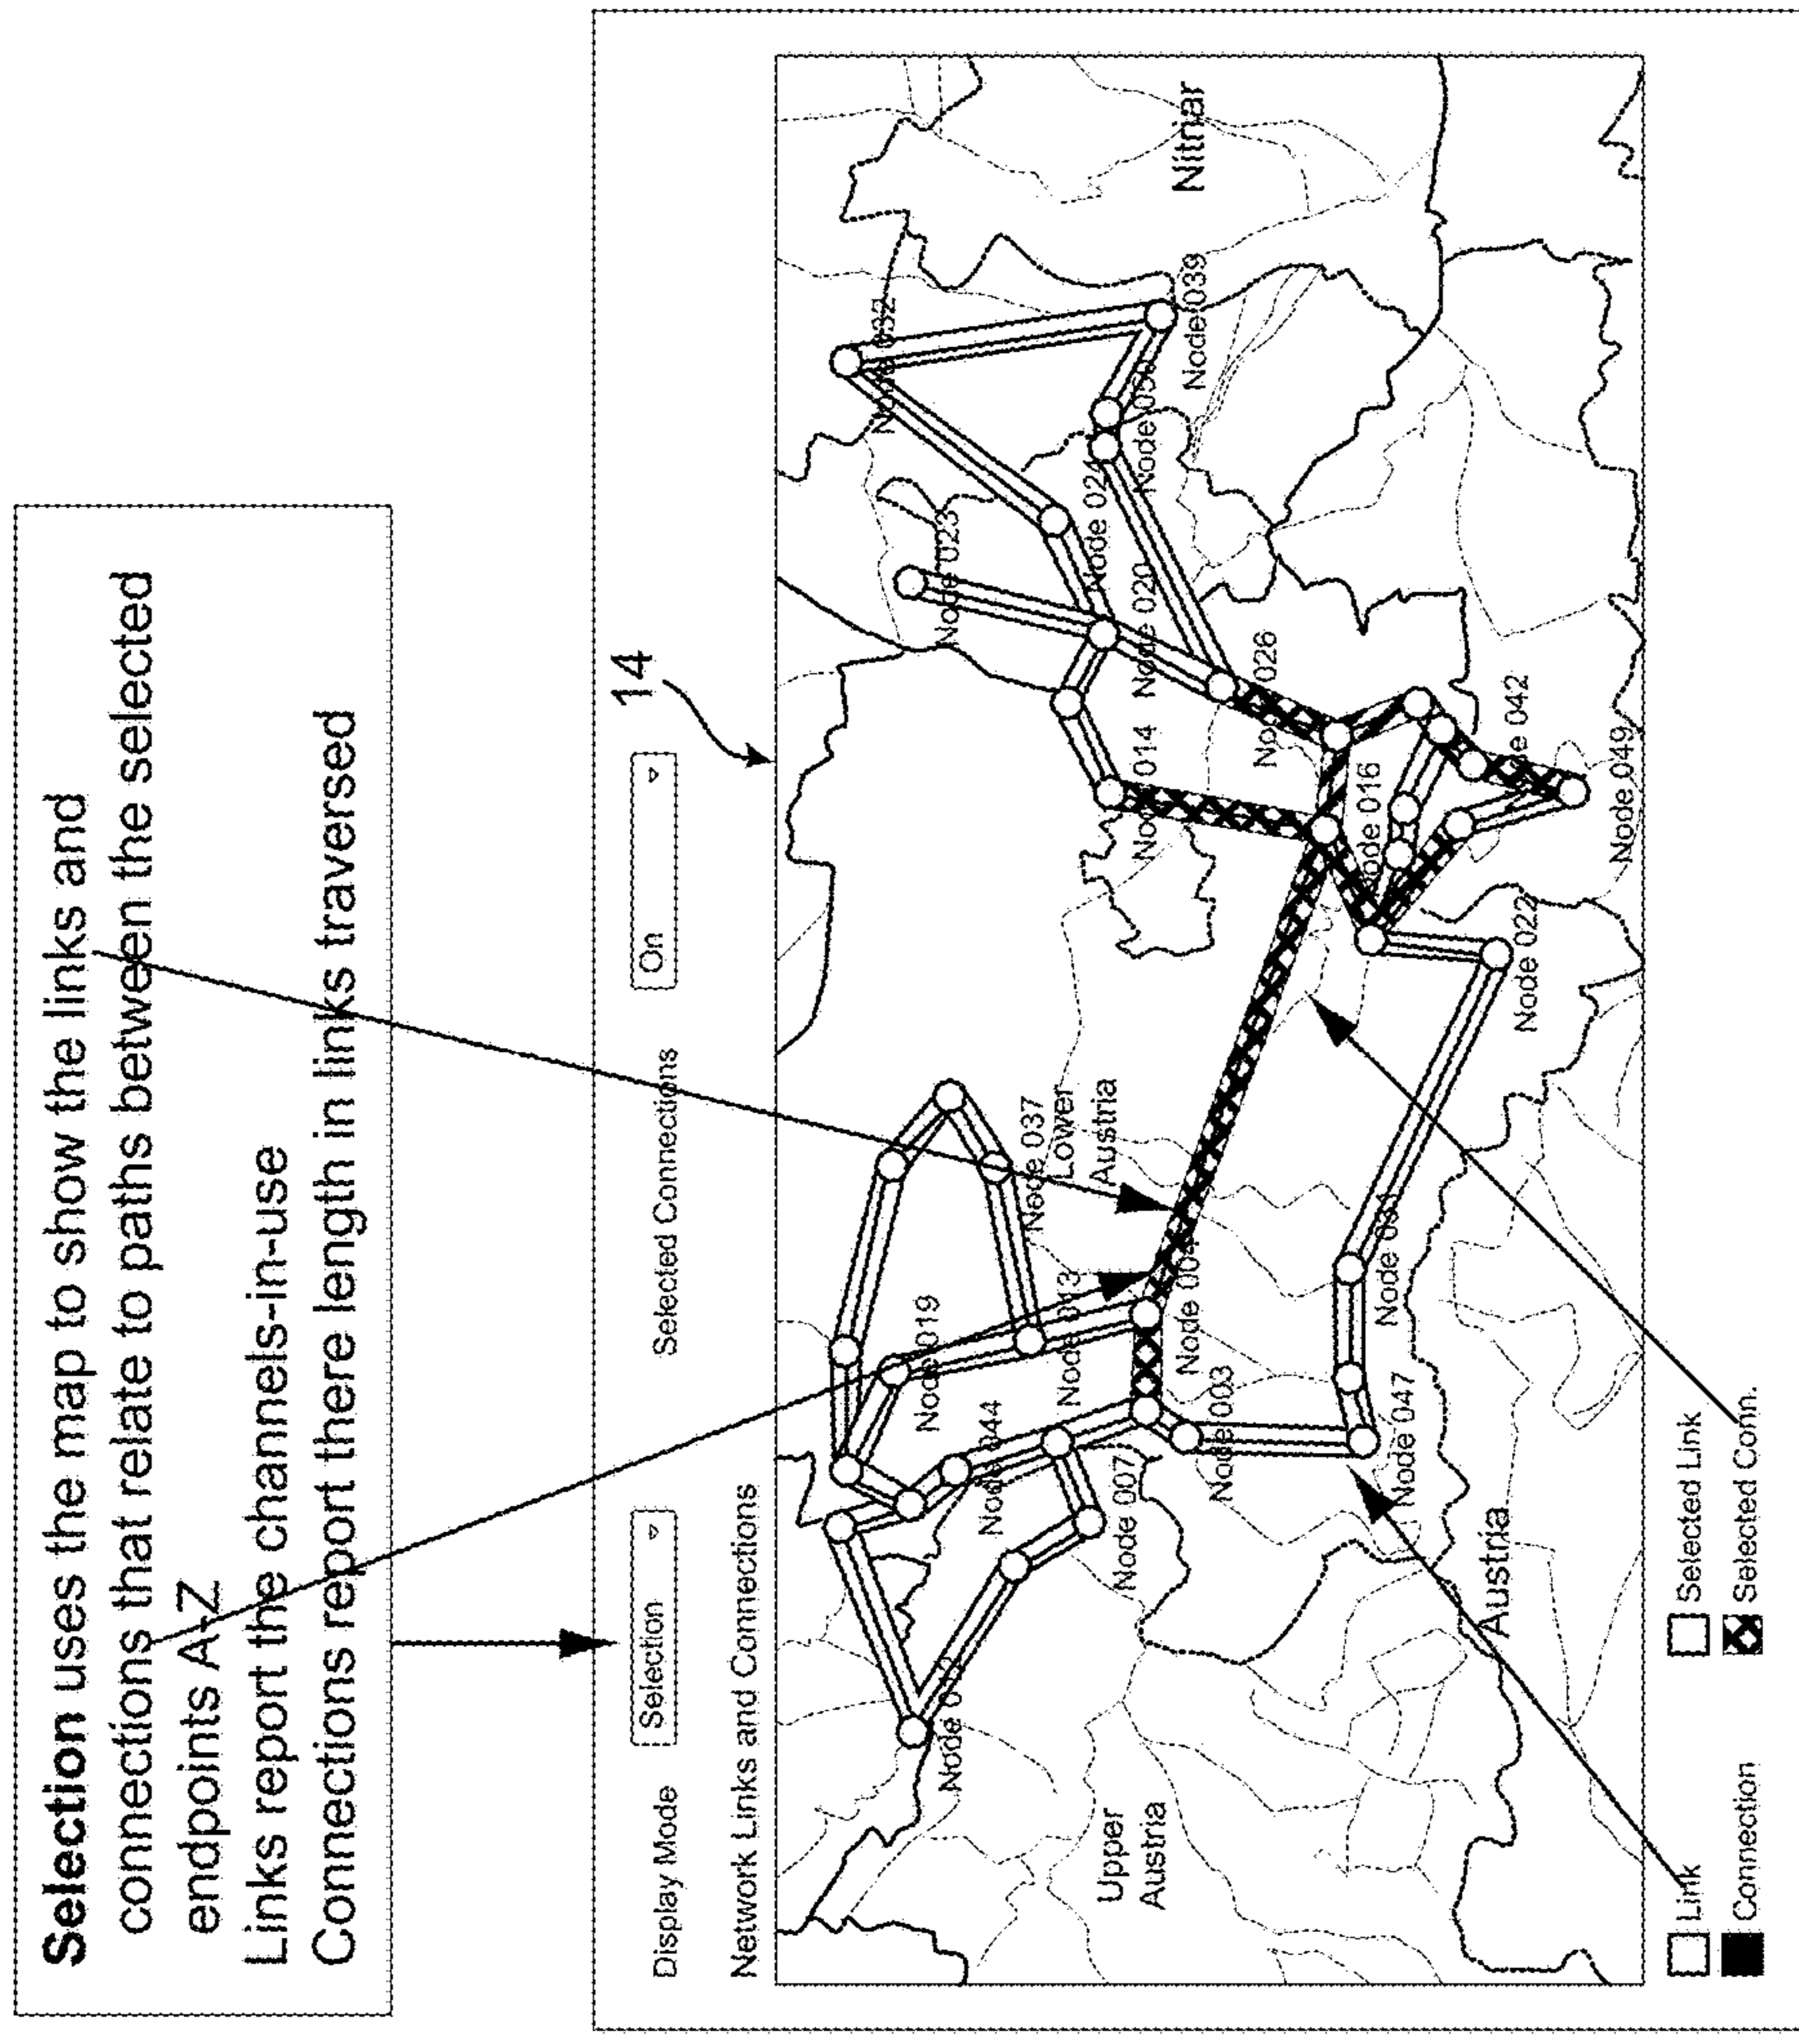 Selection uses the map to show the links and
connections that relate to paths between the selected
endpoints A-Z
Links report the channels-in-use
Connections report there length in links traversed
14
Display Mode
Selection
Selected Connections
On
Network Links and Connections
Node 032
Node 023
Node 024
Node 050
Node 039
Nitriar
Node 020
Node 014
Node 026
Node 016
Node 042
Node 049
Node 022
Node 037
Lower
Austria
Node 019
Node 013
Node 004
Node 044
Node 003
Node 007
Node 047
Upper
Austria
Austria
Link
Selected Link
Connection
Selected Conn.